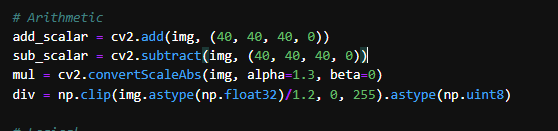 # Arithmetic
add_scalar = cv2.add(img, (40, 40, 40, 0))
sub_scalar = cv2.subtract(img, (40, 40, 40, 0))
mul = cv2.convertScaleAbs(img, alpha=1.3, beta=0)
div = np.clip(img.astype(np.float32)/1.2, 0, 255).astype(np.uint8)